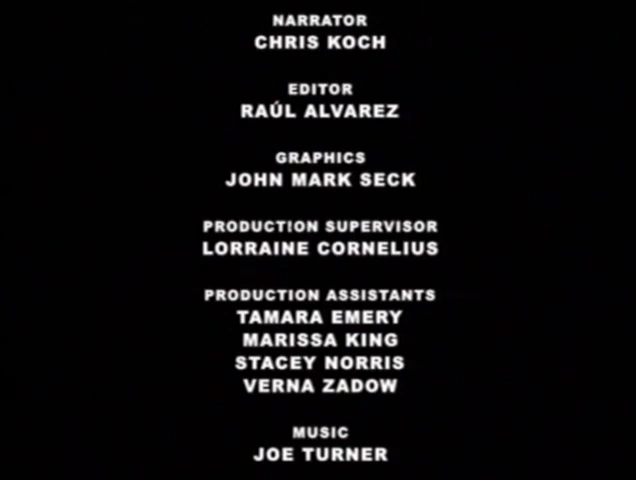 NARRATOR
CHRIS KOCH
EDITOR
RAÚL ALVAREZ
GRAPHICS
JOHN MARK SECK
PRODUCTION SUPERVISOR
LORRAINE CORNELIUS
PRODUCTION ASSISTANTS
TAMARA EMERY
MARISSA KING
STACEY NORRIS
VERNA ZADOW
MUSIC
JOE TURNER